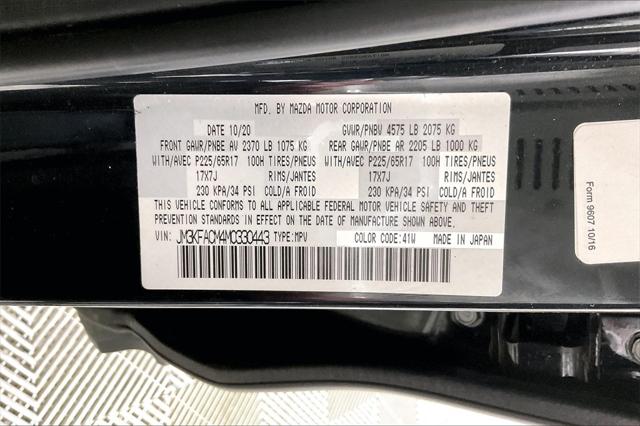 MFD. BY MAZDA MOTOR CORPORATION
DATE 10/20 GVWR/PNBV 4575 LB 2075 KG
FRONT GAWR/PNBE AV 2370 LB 1075 KG REAR GAWR/PNBE AR 2205 LB 1000 KG
WITH/AVEC P225/65R17 100H TIRES/PNEUS WITH/AVEC P225/65R17 100H TIRES/PNEUS
17X7J RIMS/JANTES 17X7J RIMS/JANTES
230 KPA/34 PSI COLD/A FROID 230 KPA/34 PSI COLD/A FROID
THIS VEHICLE CONFORMS TO ALL APPLICABLE FEDERAL MOTOR VEHICLE SAFETY AND THEFT
PREVENTION STANDARDS IN EFFECT ON THE DATE OF MANUFACTURE SHOWN ABOVE.
VIN: JM3KFACM4M0330443 TYPE:MPV COLOR CODE:41W MADE IN JAPAN
Form 9607 10/16